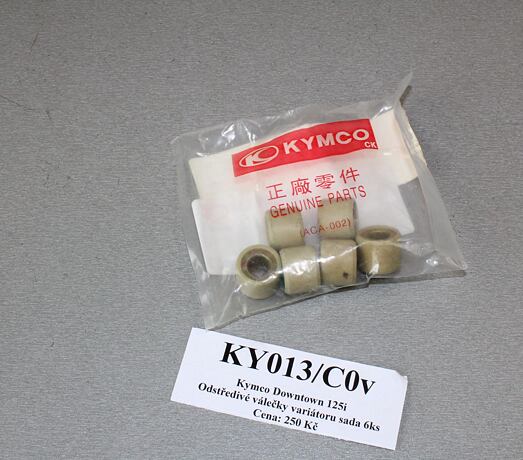 KYMCO
CK
正廠零件
GENUINE PARTS
(ACA-002)
KY013/C0v
Kymco Downtown 125i
Odstředivé válečky variátoru sada 6ks
Cena: 250 Kč